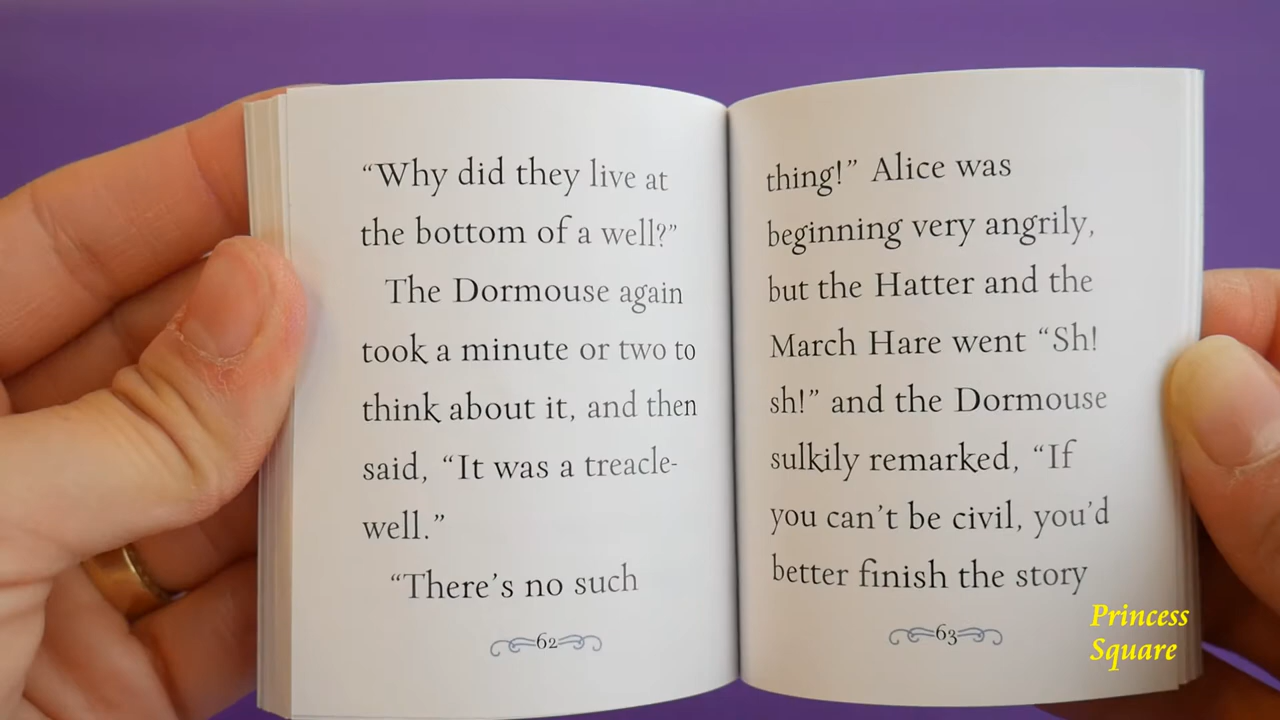 “Why did they live at
the bottom of a well?”
The Dormouse again
took a minute or two to
think about it, and then
said, “It was a treacle-
well.”
“There’s no such
62
thing!” Alice was
beginning very angrily,
but the Hatter and the
March Hare went “Sh!
sh!” and the Dormouse
sulkily remarked, “If
you can’t be civil, you’d
better finish the story
63
Princess
Square